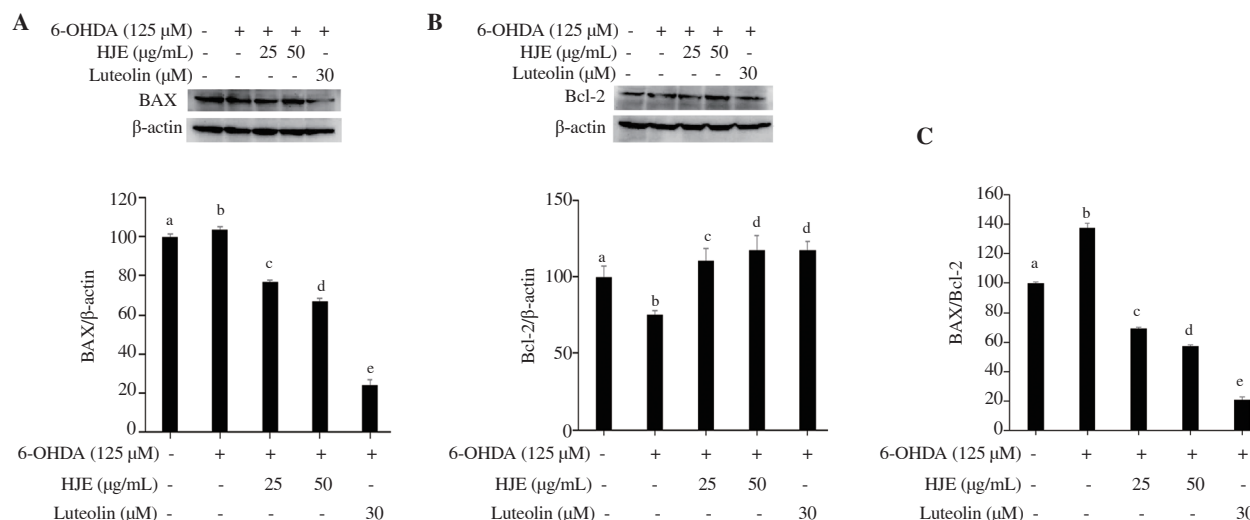 A
6-OHDA (125 μM) - + + + +
HJE (μg/mL) - - 25 50 -
Luteolin (μM) - - - - 30
BAX
β-actin
120
100
80
60
40
20
0
BAX/β-actin
a b c d e
6-OHDA (125 μM) - + + + +
HJE (μg/mL) - - 25 50 -
Luteolin (μM) - - - - 30
B
6-OHDA (125 μM) - + + + +
HJE (μg/mL) - - 25 50 -
Luteolin (μM) - - - - 30
Bcl-2
β-actin
150
100
50
0
Bcl-2/β-actin
a b c d d
6-OHDA (125 μM) - + + + +
HJE (μg/mL) - - 25 50 -
Luteolin (μM) - - - - 30
C
160
140
120
100
80
60
40
20
0
BAX/Bcl-2
a b c d e
6-OHDA (125 μM) - + + + +
HJE (μg/mL) - - 25 50 -
Luteolin (μM) - - - - 30